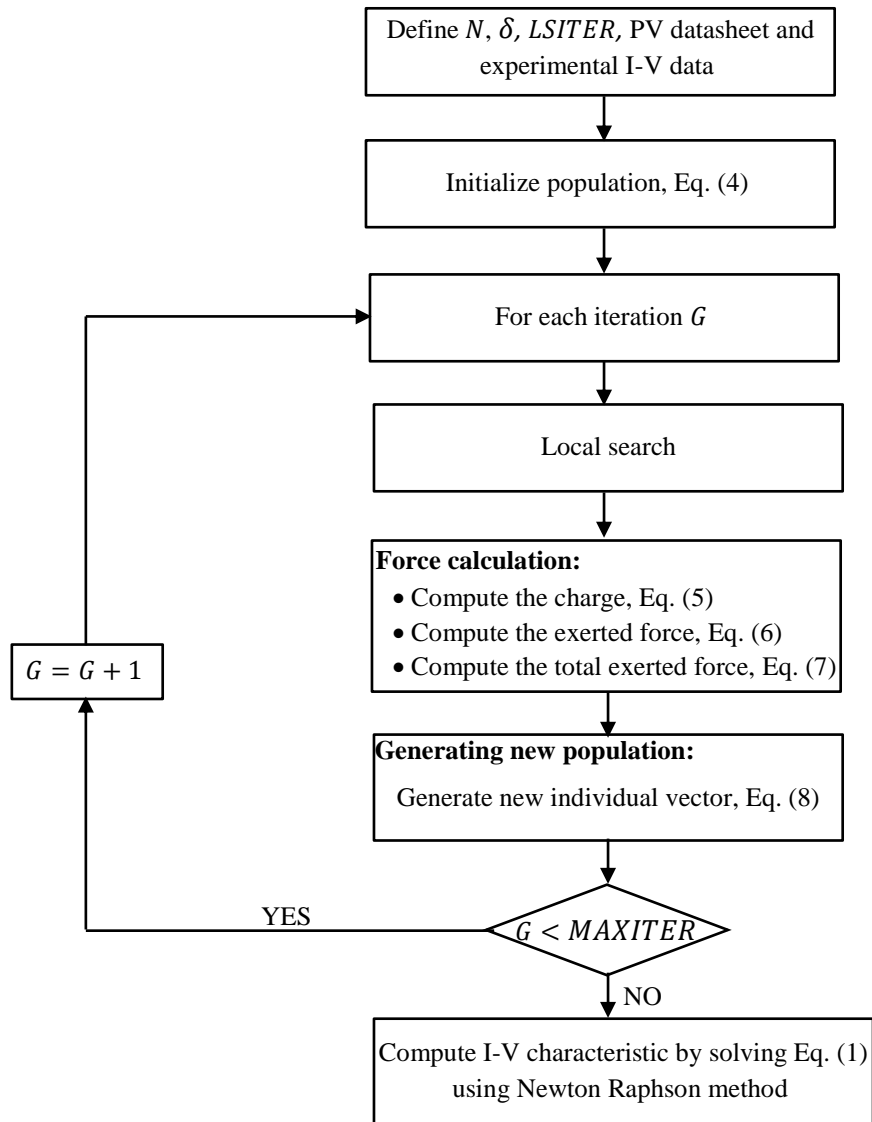 Define N, δ, LSITER, PV datasheet and
experimental I-V data
Initialize population, Eq. (4)
For each iteration G
Local search
Force calculation:
• Compute the charge, Eq. (5)
• Compute the exerted force, Eq. (6)
• Compute the total exerted force, Eq. (7)
G = G + 1
Generating new population:
Generate new individual vector, Eq. (8)
YES
G < MAXITER
NO
Compute I-V characteristic by solving Eq. (1)
using Newton Raphson method